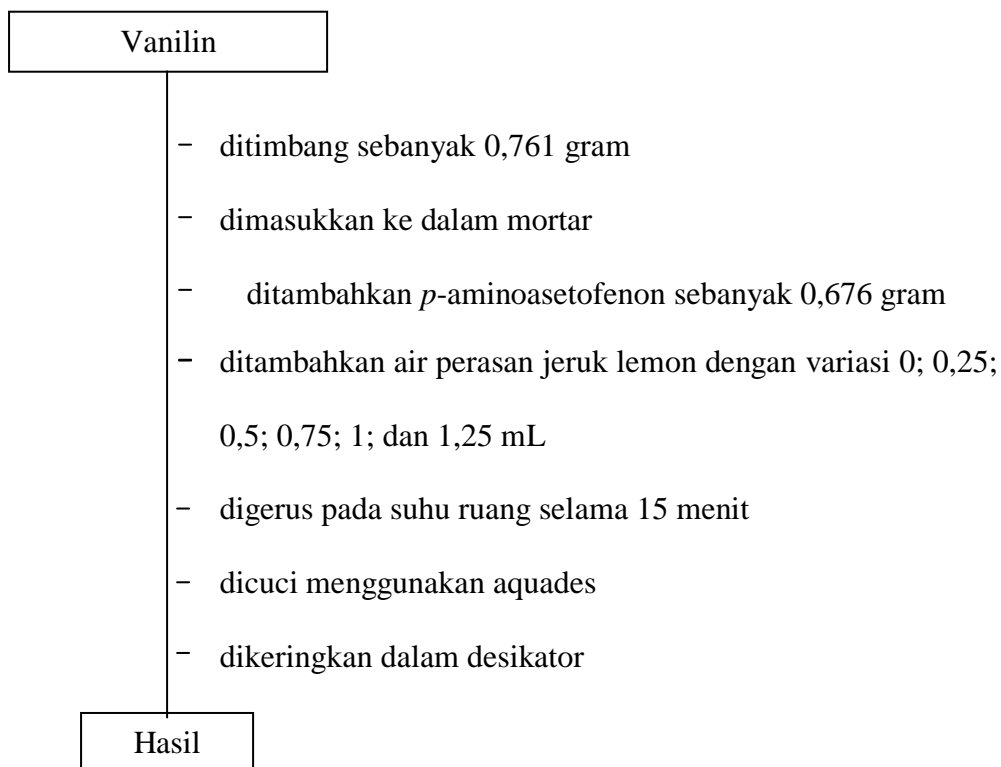 Vanilin
- ditimbang sebanyak 0,761 gram
- dimasukkan ke dalam mortar
- ditambahkan p-aminoasetofenon sebanyak 0,676 gram
- ditambahkan air perasan jeruk lemon dengan variasi 0; 0,25;
0,5; 0,75; 1; dan 1,25 mL
- digerus pada suhu ruang selama 15 menit
- dicuci menggunakan aquades
- dikeringkan dalam desikator
Hasil